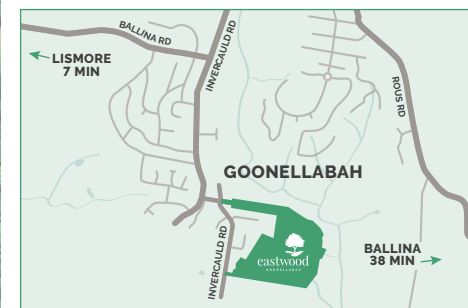 BALLINA RD
INVERCAULD RD
LISMORE
7 MIN
ROUS RD
GOONELLABAH
INVERCAULD RD
eastwood
GOONELLABAH
BALLINA
38 MIN